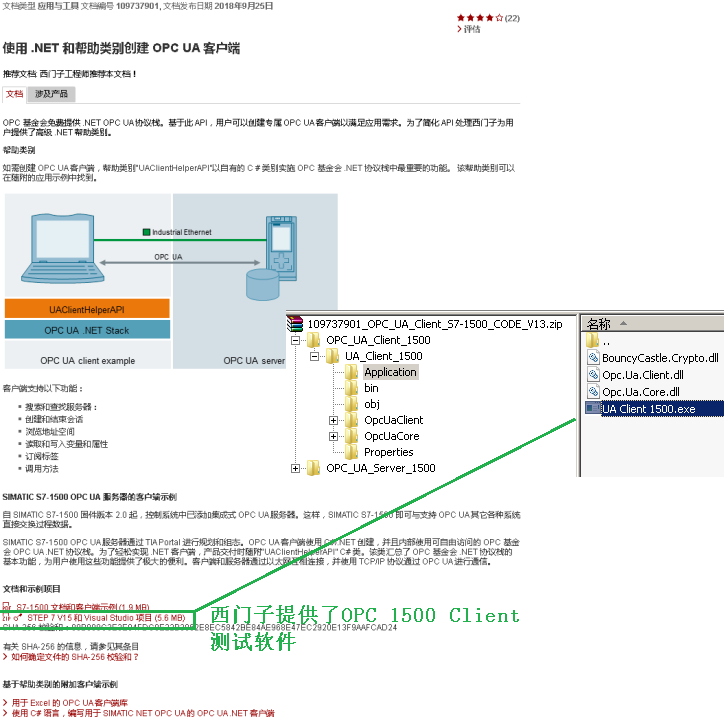 文档类型 应用与工具 文档编号 109737901, 文档发布日期 2018年9月25日
(22)
评估
使用 .NET 和帮助类别创建 OPC UA 客户端
推荐文档: 西门子工程师推荐本文档！
文档
涉及产品
OPC 基金会免费提供 .NET OPC UA 协议栈。基于此 API，用户可以创建专属 OPC UA 客户端以满足应用需求。为了简化 API 处理西门子为用
户提供了高级 .NET 帮助类别。
帮助类别
如需创建 OPC UA 客户端，帮助类别"UAClientHelperAPI"以自有的 C # 类别实施 OPC 基金会 .NET 协议栈中最重要的功能。 该帮助类别可以
在随附的应用示例中找到。
Industrial Ethernet
OPC UA
UAClientHelperAPI
OPC UA .NET Stack
OPC UA client example
OPC UA server
109737901_OPC_UA_Client_S7-1500_CODE_V13.zip
OPC_UA_Client_1500
UA_Client_1500
Application
bin
obj
OpcUaClient
OpcUaCore
Properties
OPC_UA_Server_1500
名称
..
BouncyCastle.Crypto.dll
Opc.Ua.Client.dll
Opc.Ua.Core.dll
UA Client 1500.exe
客户端支持以下功能：
搜索和查找服务器：
创建和结束会话
浏览地址空间
读取和写入变量和属性
订阅标签
调用方法
SIMATIC S7-1500 OPC UA 服务器的客户端示例
自 SIMATIC S7-1500 固件版本 2.0 起，控制系统中已添加集成式 OPC UA 服务器。这样，SIMATIC S7-1500 即可与支持 OPC UA 其它各种系统
直接交换过程数据。
SIMATIC S7-1500 OPC UA 服务器通过 TIA Portal 进行规划和组态。OPC UA 客户端使用 C#/.NET 创建，并且内部使用可自由访问的 OPC 基金
会 OPC UA .NET 协议栈。为了轻松实现 .NET 客户端，产品交付时随附"UAClientHelperAPI" C# 类。该类汇总了 OPC 基金会 .NET 协议栈的
基本功能，为用户使用这些功能提供了极大的便利。客户端和服务器通过以太网互相连接，并使用 TCP/IP 协议通过 OPC UA 进行通信。
文档和示例项目
S7-1500 文档和客户端示例 (1.9 MB)
STEP 7 V15 和 Visual Studio 项目 (5.6 MB)
西门子提供了OPC 1500 Client
测试软件
有关 SHA-256 的信息，请参见其条目
如何确定文件的 SHA-256 校验和？
基于帮助类别的附加客户端示例
用于 Excel 的 OPC UA 客户端库
使用 C# 语言，编写用于 SIMATIC NET OPC UA 的 OPC UA .NET 客户端